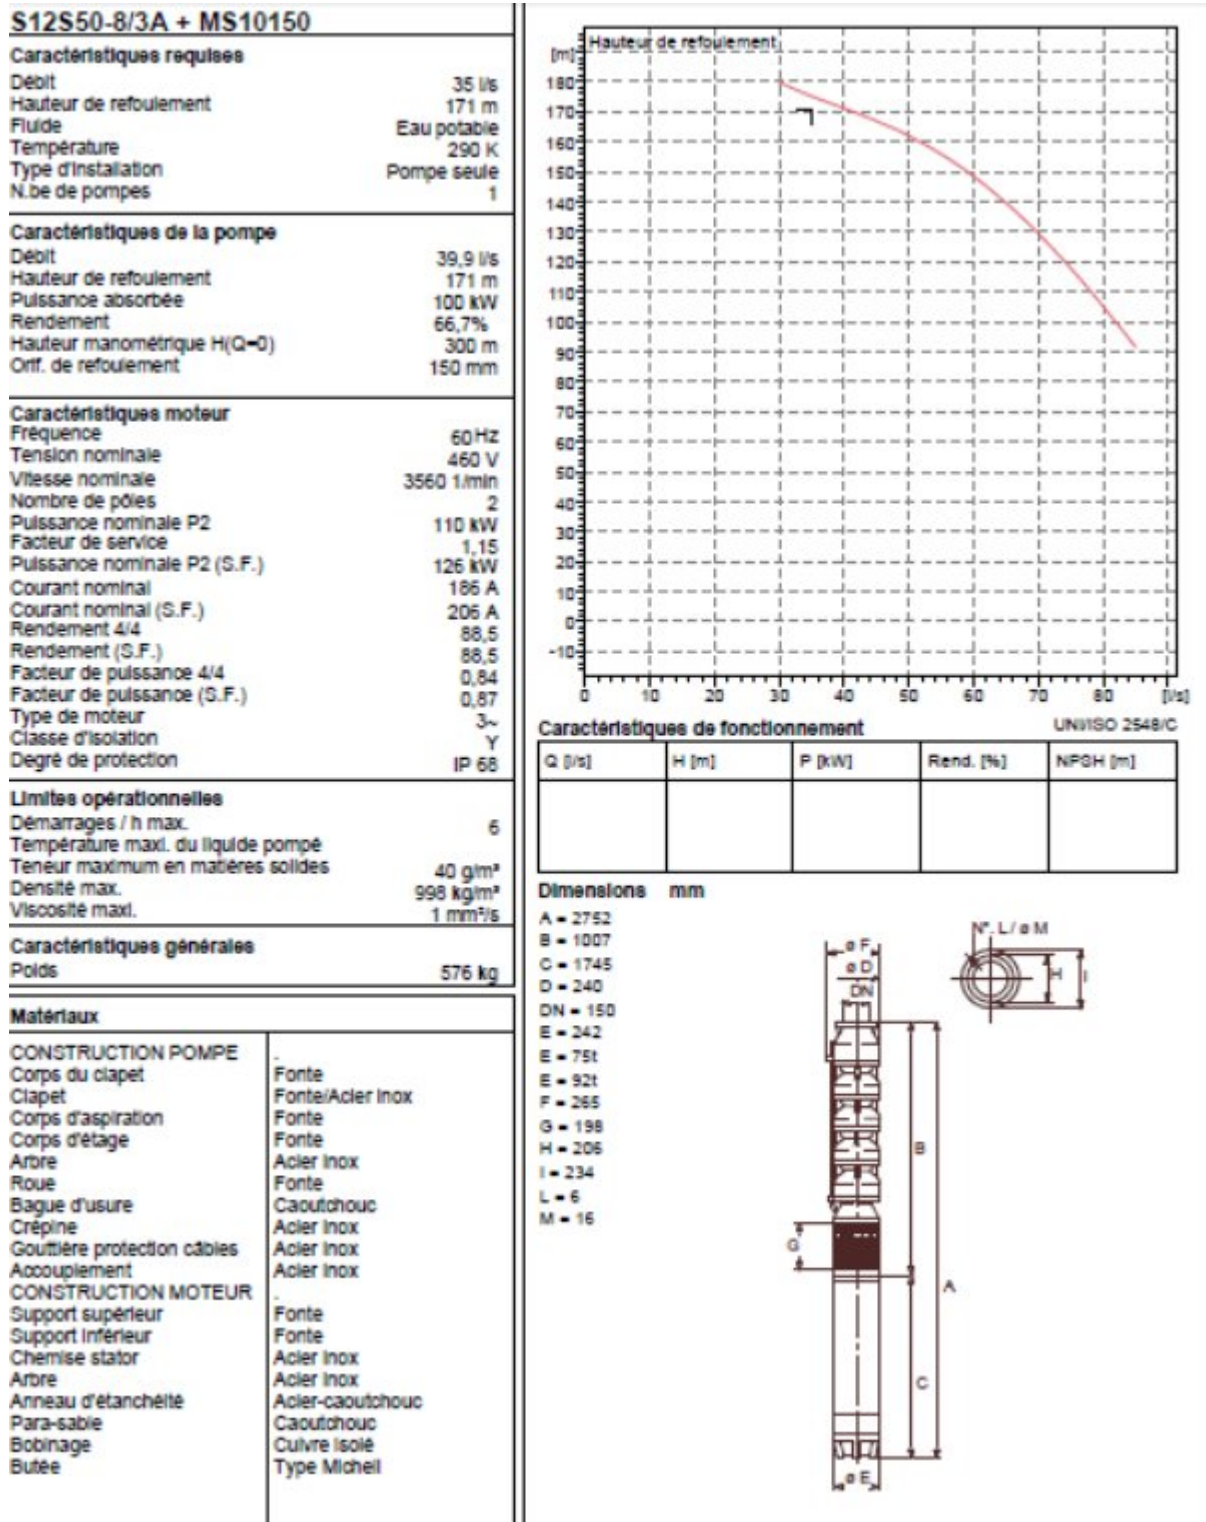 S12S50-8/3A + MS10150
Caractéristiques requises
Débit 35 l/s
Hauteur de refoulement 171 m
Fluide Eau potable
Température 290 K
Type d'installation Pompe seule
N.be de pompes 1
Caractéristiques de la pompe
Débit 39,9 l/s
Hauteur de refoulement 171 m
Puissance absorbée 100 kW
Rendement 66,7%
Hauteur manométrique H(Q=0) 300 m
Orif. de refoulement 150 mm
Caractéristiques moteur
Fréquence 60 Hz
Tension nominale 460 V
Vitesse nominale 3560 1/min
Nombre de pôles 2
Puissance nominale P2 110 kW
Facteur de service 1,15
Puissance nominale P2 (S.F.) 126 kW
Courant nominal 186 A
Courant nominal (S.F.) 206 A
Rendement 4/4 88,5
Rendement (S.F.) 88,5
Facteur de puissance 4/4 0,84
Facteur de puissance (S.F.) 0,87
Type de moteur 3~
Classe d'isolation Y
Degré de protection IP 68
Limites opérationnelles
Démarrages / h max. 6
Température maxi. du liquide pompé
Teneur maximum en matières solides 40 g/m³
Densité max. 998 kg/m³
Viscosité maxi. 1 mm²/s
Caractéristiques générales
Poids 576 kg
Matériaux
CONSTRUCTION POMPE .
Corps du clapet Fonte
Clapet Fonte/Acier Inox
Corps d'aspiration Fonte
Corps d'étage Fonte
Arbre Acier Inox
Roue Fonte
Bague d'usure Caoutchouc
Crépine Acier Inox
Gouttière protection câbles Acier Inox
Accouplement Acier Inox
CONSTRUCTION MOTEUR .
Support supérieur Fonte
Support inférieur Fonte
Chemise stator Acier Inox
Arbre Acier Inox
Anneau d'étanchéité Acier-caoutchouc
Para-sable Caoutchouc
Bobinage Cuivre isolé
Butée Type Michell
Hauteur de refoulement
[m]
180
170
160
150
140
130
120
110
100
90
80
70
60
50
40
30
20
10
0
-10
0 10 20 30 40 50 60 70 80 [l/s]
Caractéristiques de fonctionnement UNI/ISO 2548/C
Q [l/s] H [m] P [kW] Rend. [%] NPSH [m]
Dimensions mm
A = 2752
B = 1007
C = 1745
D = 240
DN = 150
E = 242
E = 75t
E = 92t
F = 265
G = 198
H = 206
I = 234
L = 6
M = 16
N°. L / ø M
ø F
ø D
DN
H
I
B
G
A
C
ø E